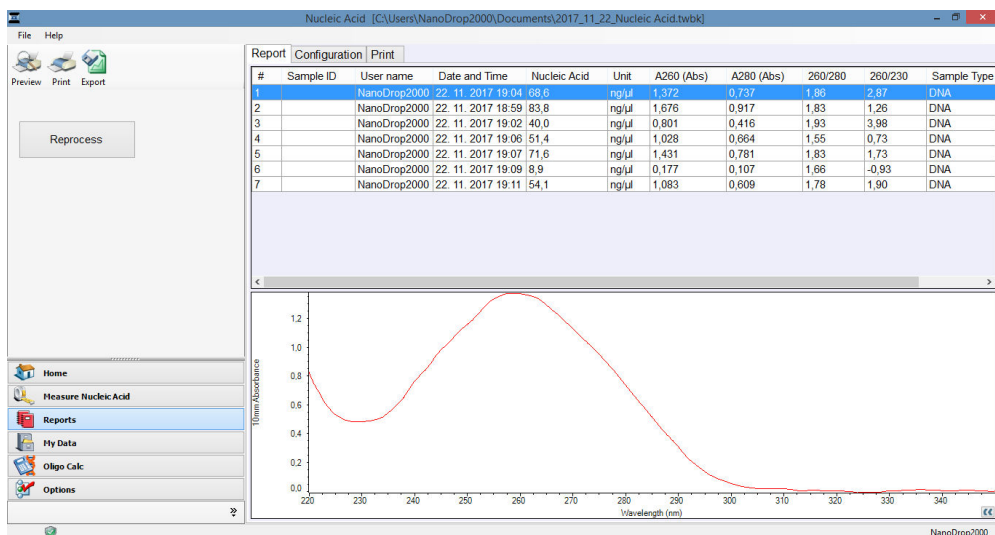 Nucleic Acid [C:\Users\NanoDrop2000\Documents\2017_11_22_Nucleic Acid.twbk]
File Help
Preview Print Export
Reprocess
Home
Measure Nucleic Acid
Reports
My Data
Oligo Calc
Options
Report Configuration Print
# Sample ID User name Date and Time Nucleic Acid Unit A260 (Abs) A280 (Abs) 260/280 260/230 Sample Type
1 NanoDrop2000 22. 11. 2017 19:04 68,6 ng/µl 1,372 0,737 1,86 2,87 DNA
2 NanoDrop2000 22. 11. 2017 18:59 83,8 ng/µl 1,676 0,917 1,83 1,26 DNA
3 NanoDrop2000 22. 11. 2017 19:02 40,0 ng/µl 0,801 0,416 1,93 3,98 DNA
4 NanoDrop2000 22. 11. 2017 19:06 51,4 ng/µl 1,028 0,664 1,55 0,73 DNA
5 NanoDrop2000 22. 11. 2017 19:07 71,6 ng/µl 1,431 0,781 1,83 1,73 DNA
6 NanoDrop2000 22. 11. 2017 19:09 8,9 ng/µl 0,177 0,107 1,66 -0,93 DNA
7 NanoDrop2000 22. 11. 2017 19:11 54,1 ng/µl 1,083 0,609 1,78 1,90 DNA
10mm Absorbance
1,2
1,0
0,8
0,6
0,4
0,2
0,0
220 230 240 250 260 270 280 290 300 310 320 330 340
Wavelength (nm)
NanoDrop2000